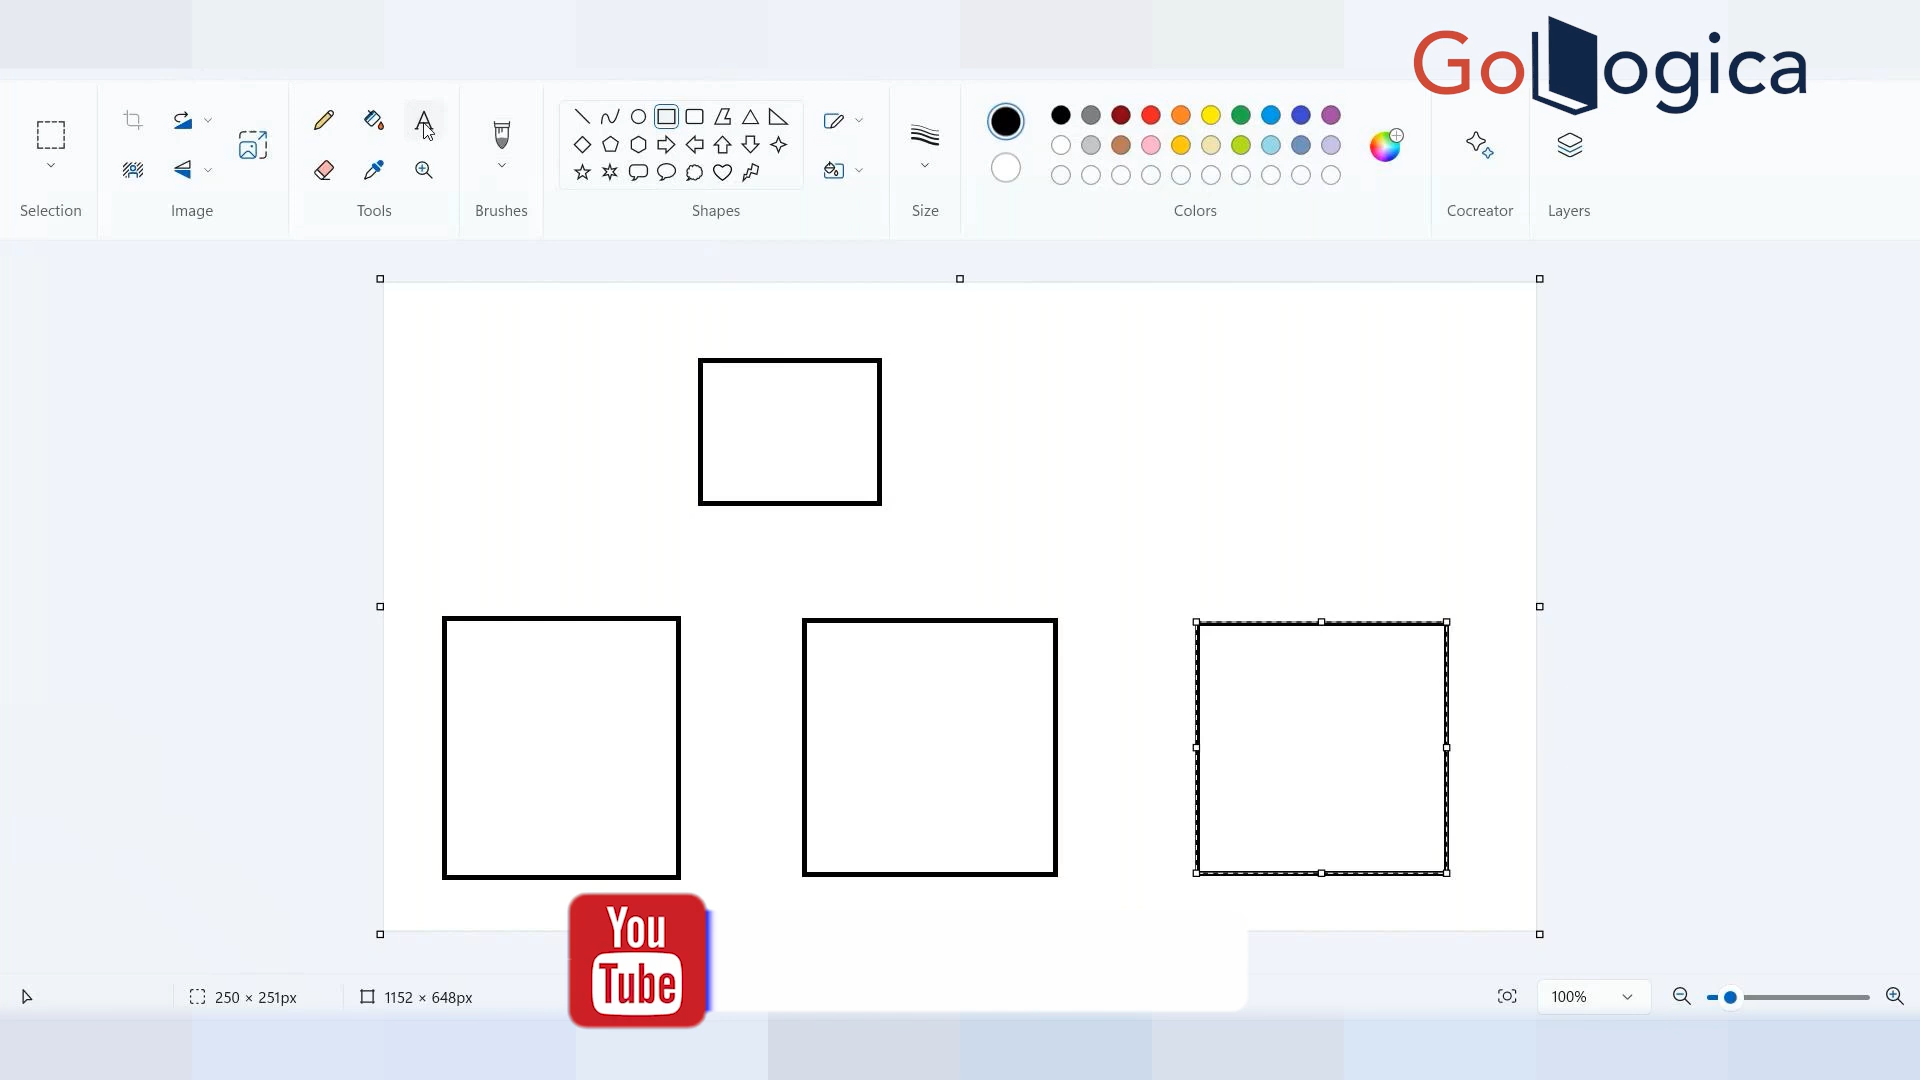 GoLogica
Selection
Image
Tools
Brushes
Shapes
Size
Colors
Cocreator
Layers
You
Tube
250 × 251px
1152 × 648px
100%